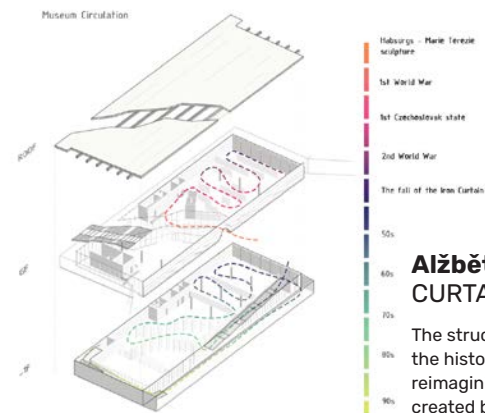 Museum Circulation
Habsurgs - Marie Terezie
sculpture
1st World War
1st Czechoslovak state
2nd World War
The fall of the Iron Curtain
50s
60s
70s
80s
90s
ROOF
GF
-1F
Alžbět
CURTA
The struc
the histo
reimagin
created b